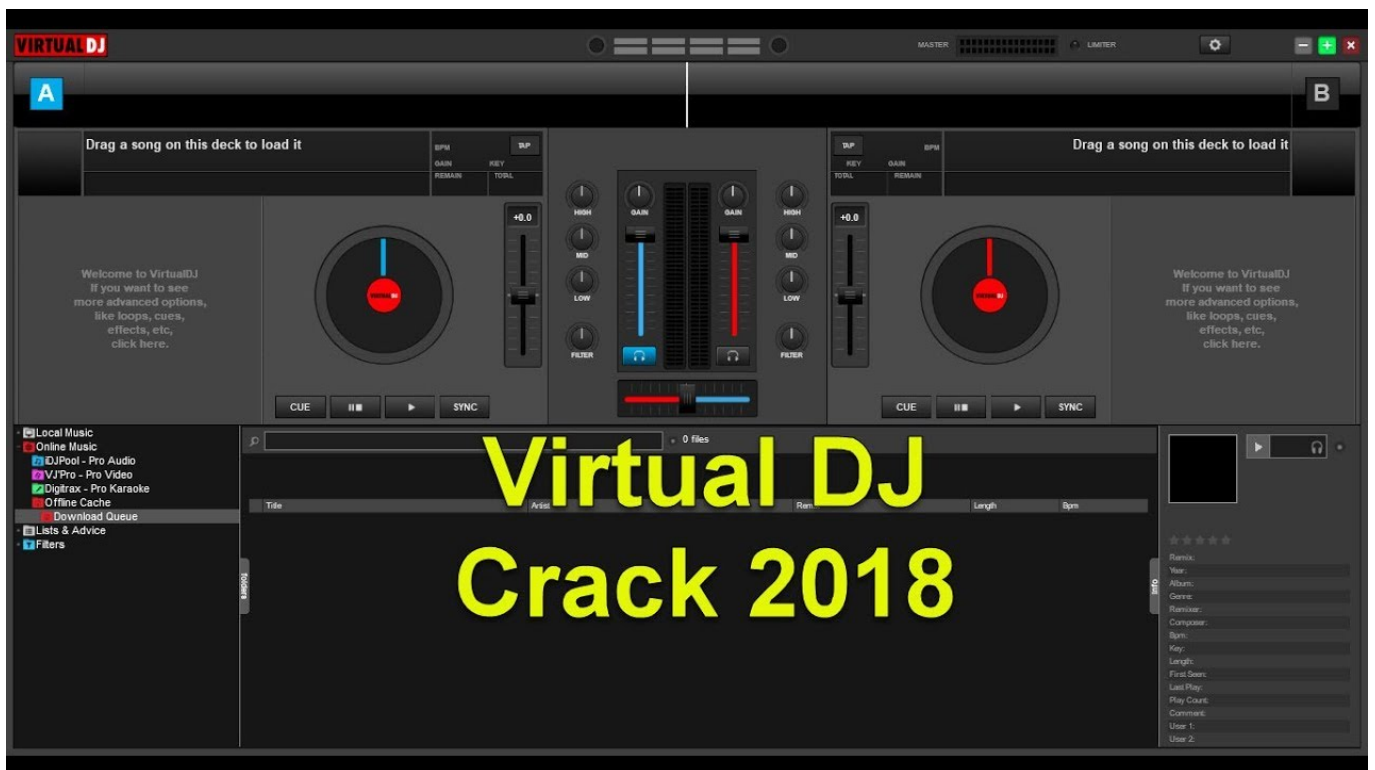 VIRTUAL DJ
MASTER
LIMITER
A
B
Drag a song on this deck to load it
BPM
TAP
GAIN
KEY
REMAIN
TOTAL
TAP
BPM
KEY
GAIN
TOTAL
REMAIN
Drag a song on this deck to load it
Welcome to VirtualDJ
If you want to see
more advanced options,
like loops, cues,
effects, etc,
click here.
+0.0
HIGH
MID
LOW
FILTER
GAIN
GAIN
HIGH
MID
LOW
FILTER
+0.0
Welcome to VirtualDJ
If you want to see
more advanced options,
like loops, cues,
effects, etc,
click here.
VIRTUAL DJ
VIRTUAL DJ
CUE
SYNC
CUE
SYNC
Local Music
Online Music
iDJPool - Pro Audio
VJ'Pro - Pro Video
Digitrax - Pro Karaoke
Offline Cache
Download Queue
Lists & Advice
Filters
folders
0 files
Title
Artist
Length
Bpm
Virtual DJ
Crack 2018
info
Remix:
Year:
Album:
Genre:
Remixer:
Composer:
Bpm:
Key:
Length:
First Seen:
Last Play:
Play Count:
Comment:
User 1:
User 2: